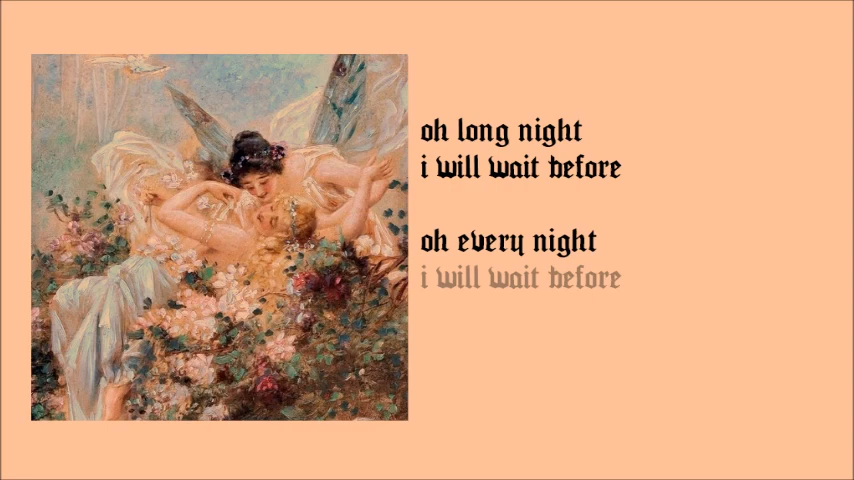 oh long night
i will wait before
oh every night
i will wait before